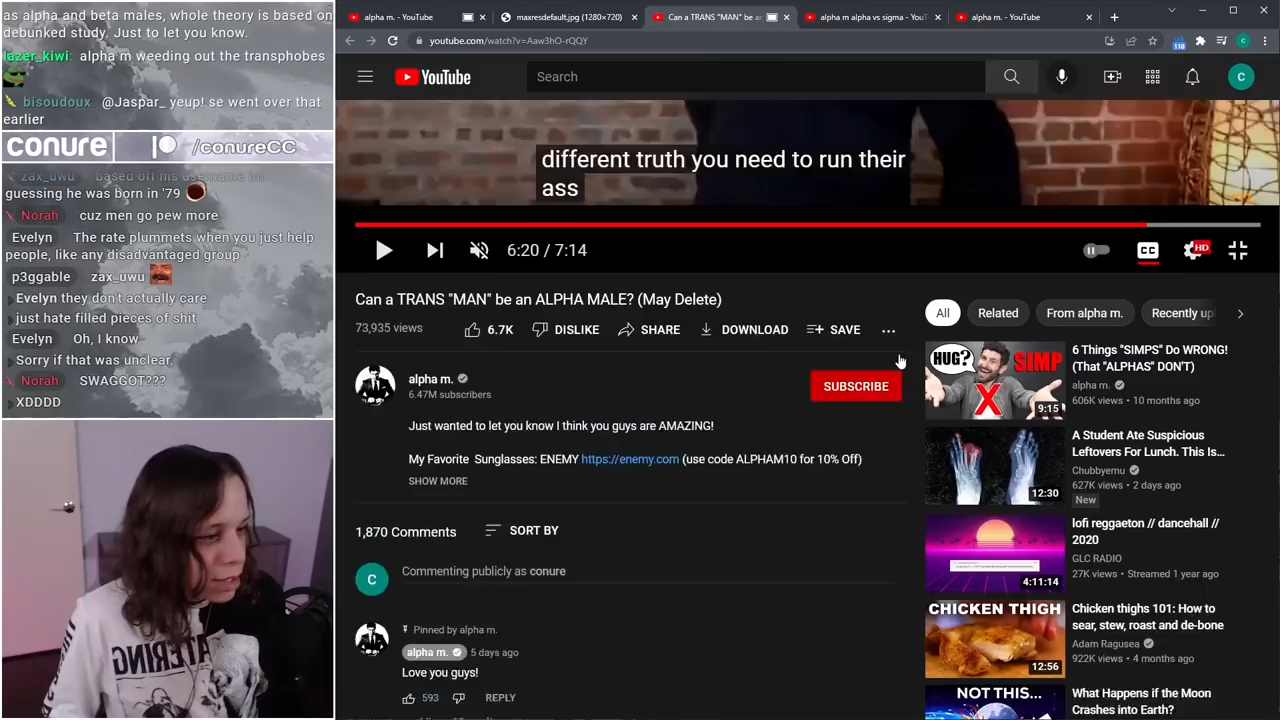 as alpha and beta males, whole theory is based on
debunked study. Just to let you know.
lazer_kiwi: alpha m weeding out the transphobes
bisoudoux: @Jaspar_ yeup! se went over that
earlier
conure /conureCC
zax_uwu based off his username im
guessing he was born in '79
Norah cuz men go pew more
Evelyn The rate plummets when you just help
people, like any disadvantaged group
p3ggable zax_uwu
Evelyn they don't actually care
just hate filled pieces of shit
Evelyn Oh, I know.
Sorry if that was unclear.
Norah SWAGGOT???
XDDDD
alpha m. - YouTube
maxresdefault.jpg (1280×720)
Can a TRANS "MAN" be an
alpha m alpha vs sigma - YouT
alpha m. - YouTube
youtube.com/watch?v=Aaw3hO-rQQY
110
C
YouTube
Search
C
different truth you need to run their
ass
6:20 / 7:14
CC
HD
Can a TRANS "MAN" be an ALPHA MALE? (May Delete)
73,935 views
6.7K DISLIKE SHARE DOWNLOAD SAVE
alpha m.
6.47M subscribers
SUBSCRIBE
Just wanted to let you know I think you guys are AMAZING!
My Favorite Sunglasses: ENEMY https://enemy.com (use code ALPHAM10 for 10% Off)
SHOW MORE
1,870 Comments SORT BY
C Commenting publicly as conure
Pinned by alpha m.
alpha m. 5 days ago
Love you guys!
593 REPLY
All Related From alpha m. Recently up
HUG? SIMP
9:15
6 Things "SIMPS" Do WRONG!
(That "ALPHAS" DON'T)
alpha m.
606K views • 10 months ago
12:30
A Student Ate Suspicious
Leftovers For Lunch. This Is...
Chubbyemu
627K views • 2 days ago
New
4:11:14
lofi reggaeton // dancehall //
2020
GLC RADIO
27K views • Streamed 1 year ago
CHICKEN THIGH
12:56
Chicken thighs 101: How to
sear, stew, roast and de-bone
Adam Ragusea
922K views • 4 months ago
NOT THIS...
What Happens if the Moon
Crashes into Earth?